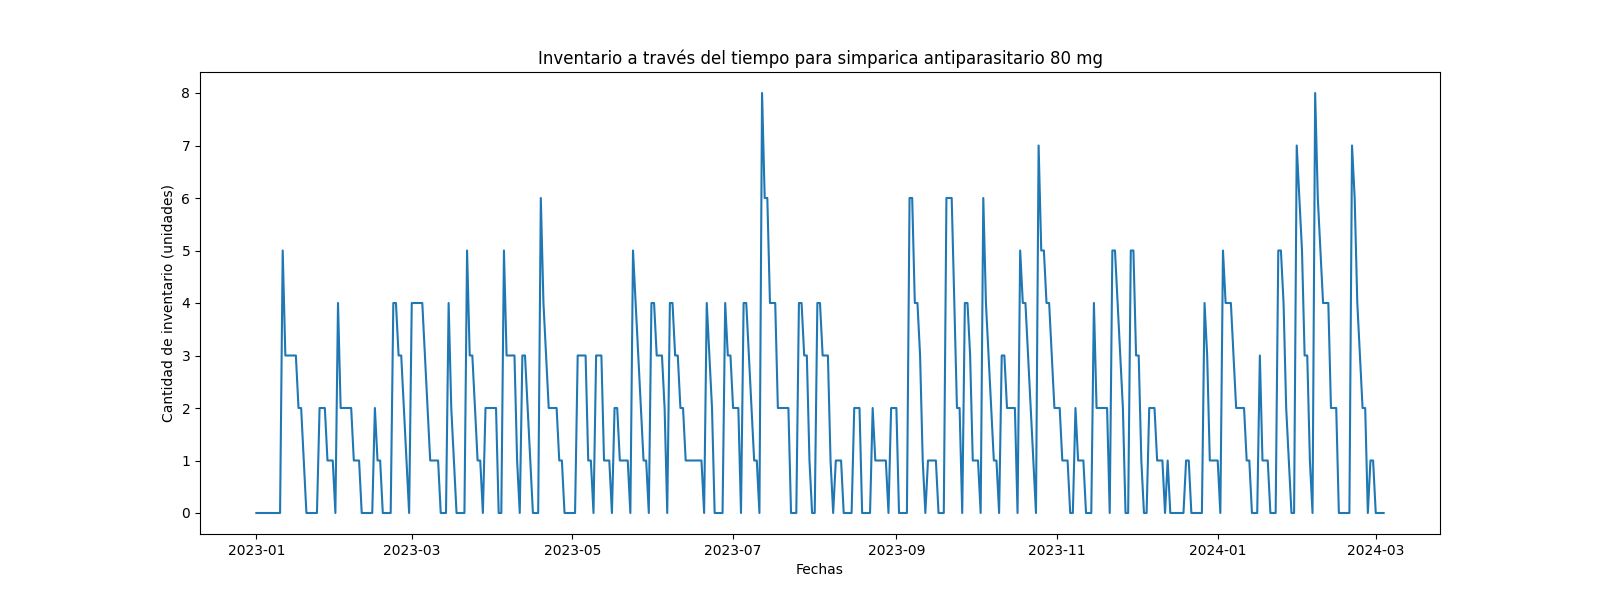 Inventario a través del tiempo para simparica antiparasitario 80 mg
Cantidad de inventario (unidades)
8
7
6
5
4
3
2
1
0
2023-01 2023-03 2023-05 2023-07 2023-09 2023-11 2024-01 2024-03
Fechas